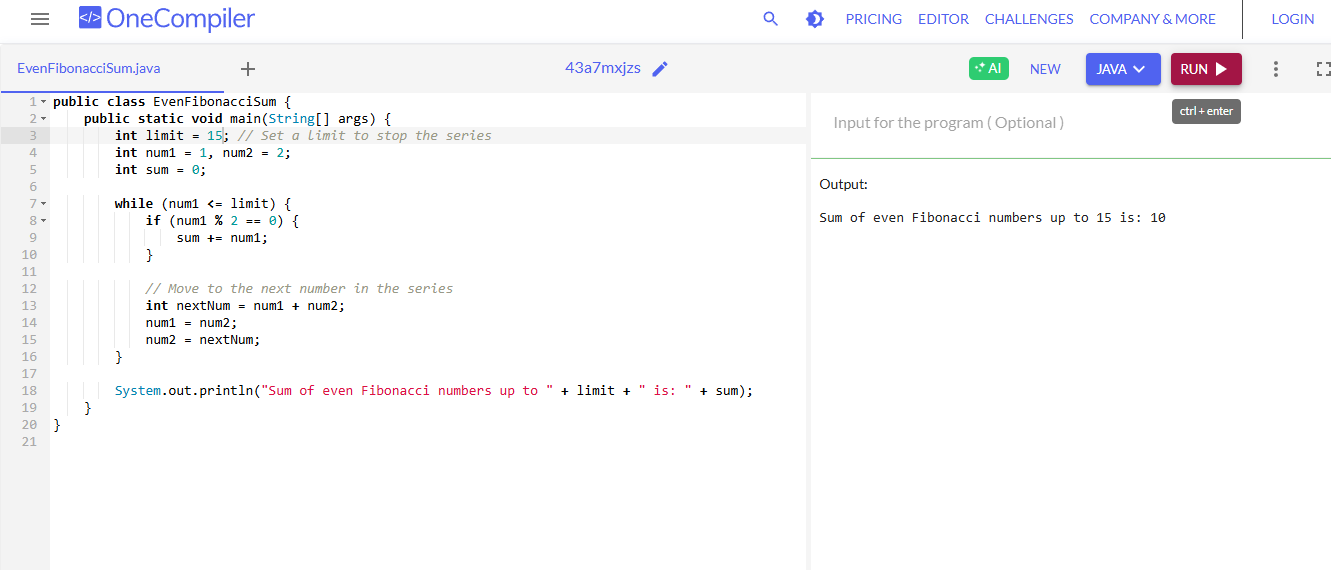 OneCompiler PRICING EDITOR CHALLENGES COMPANY & MORE LOGIN
EvenFibonacciSum.java + 43a7mxjzs AI NEW JAVA RUN
ctrl + enter
1 public class EvenFibonacciSum {
2     public static void main(String[] args) {
3         int limit = 15; // Set a limit to stop the series
4         int num1 = 1, num2 = 2;
5         int sum = 0;
6
7         while (num1 <= limit) {
8             if (num1 % 2 == 0) {
9                 sum += num1;
10             }
11
12             // Move to the next number in the series
13             int nextNum = num1 + num2;
14             num1 = num2;
15             num2 = nextNum;
16         }
17
18         System.out.println("Sum of even Fibonacci numbers up to " + limit + " is: " + sum);
19     }
20 }
21
Input for the program ( Optional )
Output:
Sum of even Fibonacci numbers up to 15 is: 10